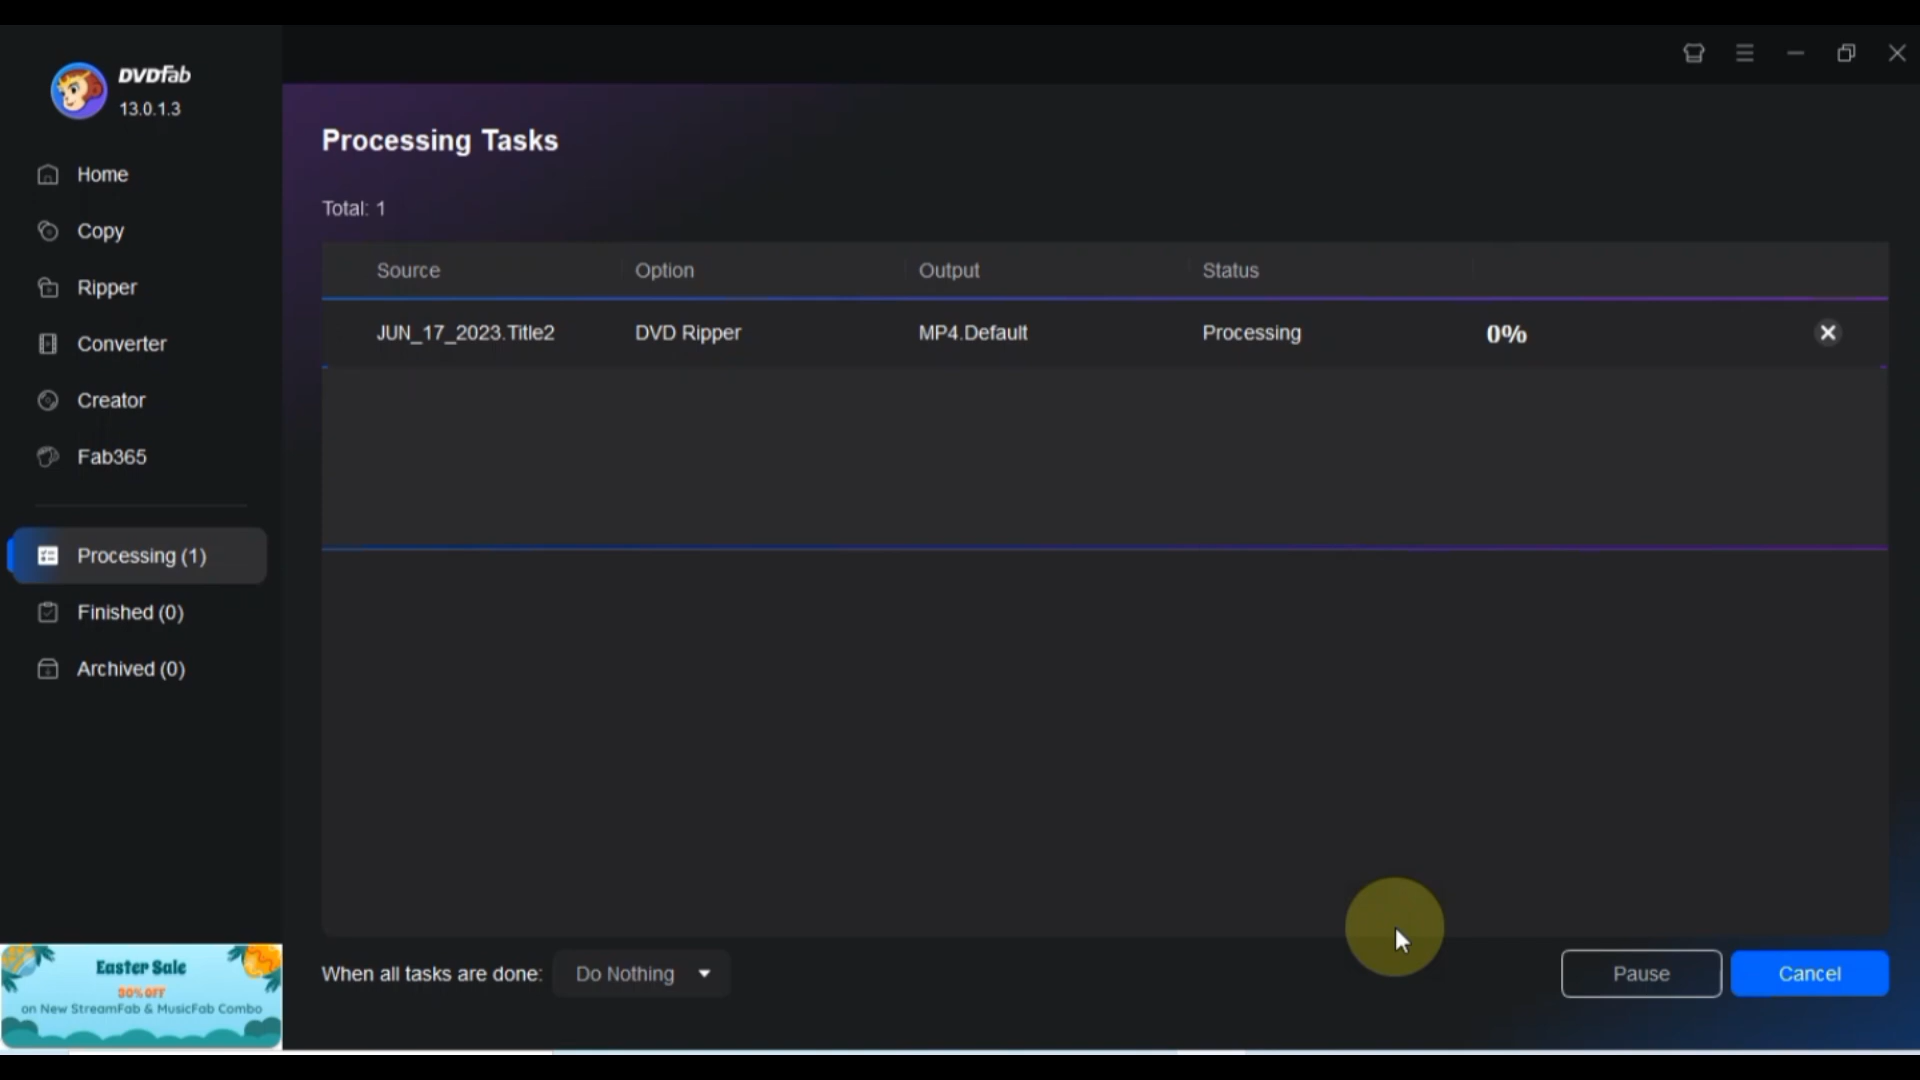 DVDFab
13.0.1.3
Home
Copy
Ripper
Converter
Creator
Fab365
Processing (1)
Finished (0)
Archived (0)
Easter Sale
30% OFF
on New StreamFab & MusicFab Combo
Processing Tasks
Total: 1
Source Option Output Status
JUN_17_2023.Title2 DVD Ripper MP4.Default Processing 0%
When all tasks are done: Do Nothing
Pause Cancel